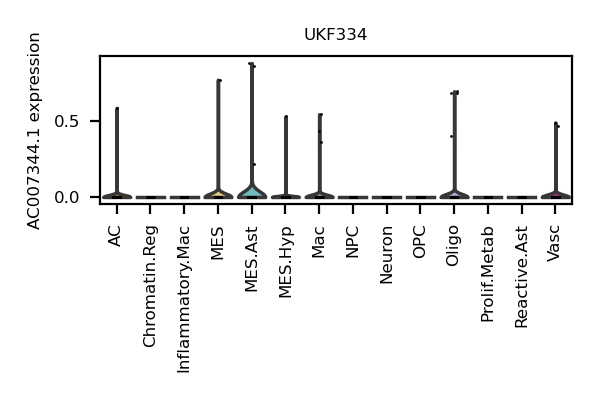 UKF334
AC007344.1 expression
0.5
0.0
AC
Chromatin.Reg
Inflammatory.Mac
MES
MES.Ast
MES.Hyp
Mac
NPC
Neuron
OPC
Oligo
Prolif.Metab
Reactive.Ast
Vasc